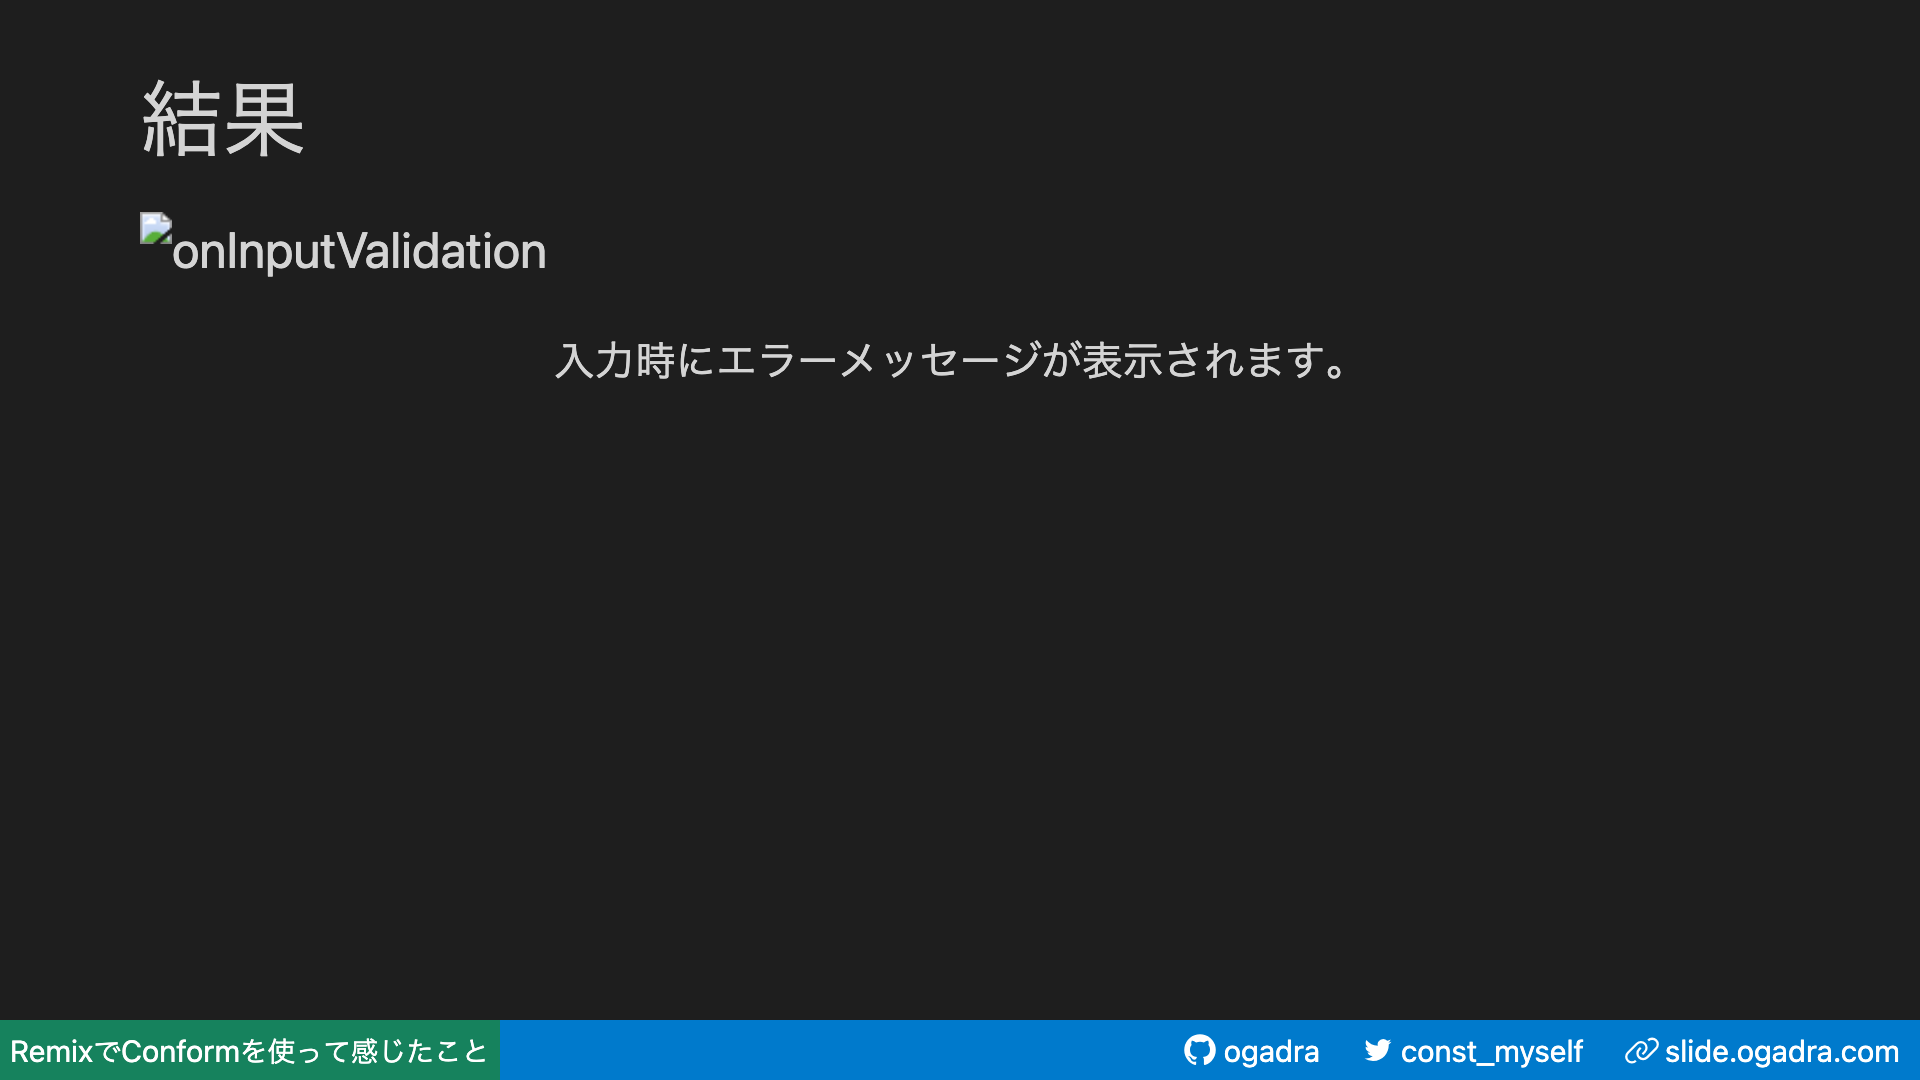 結果
onInputValidation
入力時にエラーメッセージが表示されます。
RemixでConformを使って感じたこと
ogadra
const_myself
slide.ogadra.com